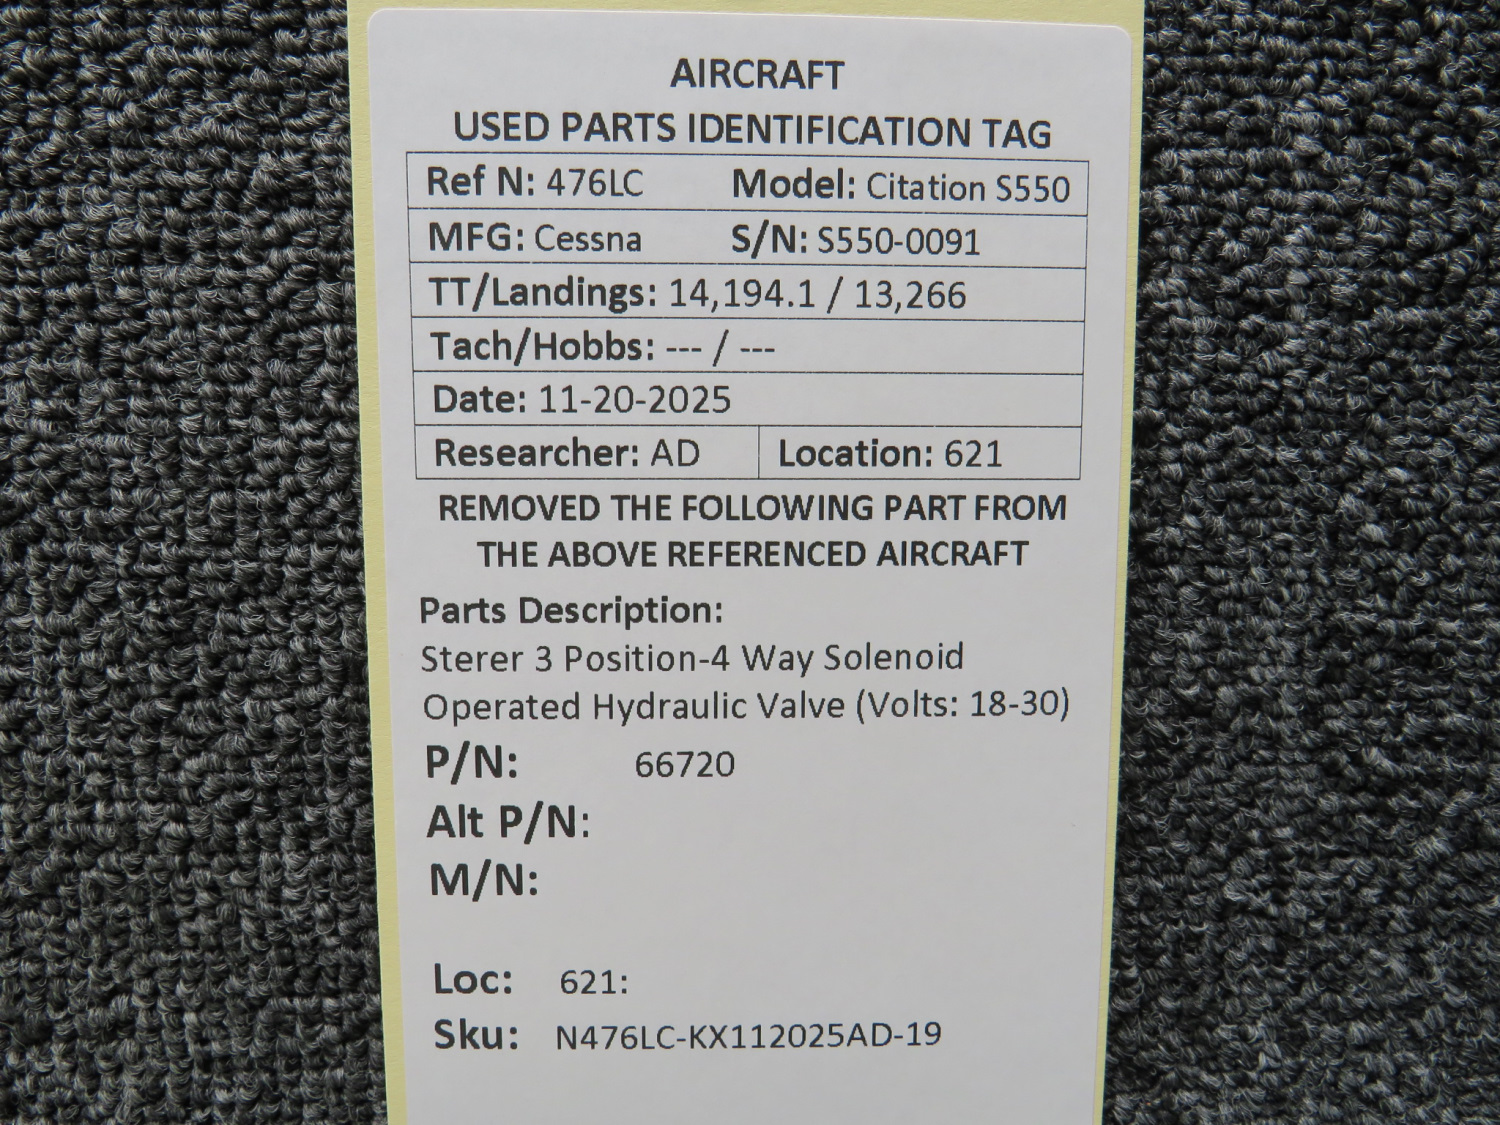 AIRCRAFT
USED PARTS IDENTIFICATION TAG
Ref N: 476LC Model: Citation S550
MFG: Cessna S/N: S550-0091
TT/Landings: 14,194.1 / 13,266
Tach/Hobbs: --- / ---
Date: 11-20-2025
Researcher: AD Location: 621
REMOVED THE FOLLOWING PART FROM
THE ABOVE REFERENCED AIRCRAFT
Parts Description:
Sterer 3 Position-4 Way Solenoid
Operated Hydraulic Valve (Volts: 18-30)
P/N: 66720
Alt P/N:
M/N:
Loc: 621:
Sku: N476LC-KX112025AD-19